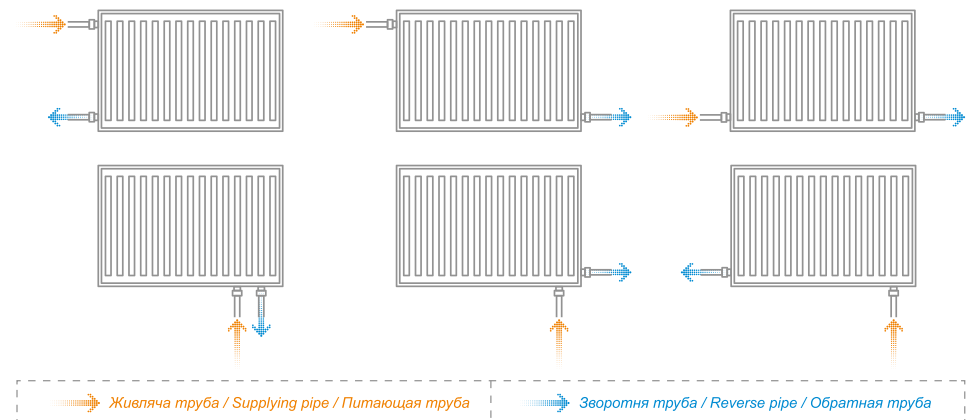 Живляча труба / Supplying pipe / Питающая труба
Зворотня труба / Reverse pipe / Обратная труба